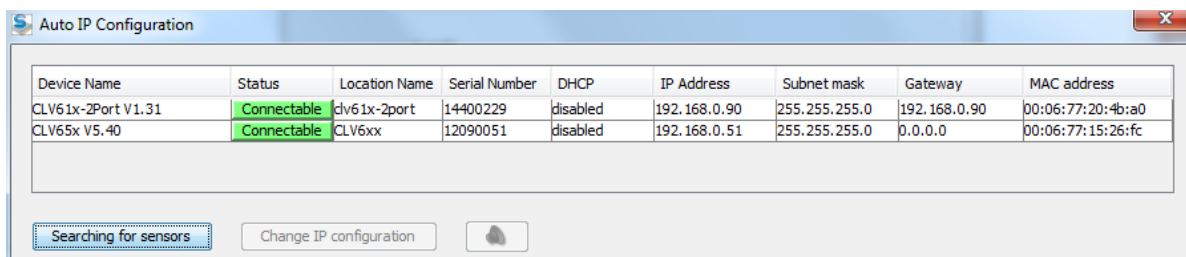 Auto IP Configuration
Device Name Status Location Name Serial Number DHCP IP Address Subnet mask Gateway MAC address
CLV61x-2Port V1.31 Connectable clv61x-2port 14400229 disabled 192.168.0.90 255.255.255.0 192.168.0.90 00:06:77:20:4b:a0
CLV65x V5.40 Connectable CLV6xx 12090051 disabled 192.168.0.51 255.255.255.0 0.0.0.0 00:06:77:15:26:fc
Searching for sensors Change IP configuration